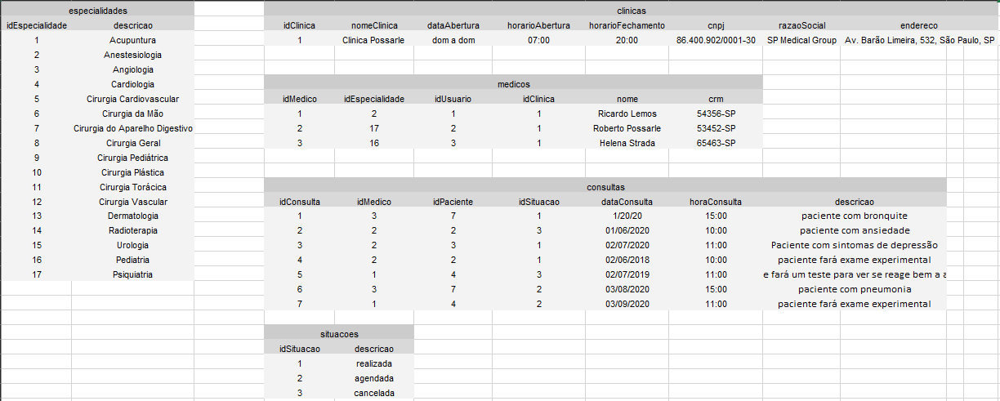 especialidades
idEspecialidade descricao
1 Acupuntura
2 Anestesiologia
3 Angiologia
4 Cardiologia
5 Cirurgia Cardiovascular
6 Cirurgia da Mão
7 Cirurgia do Aparelho Digestivo
8 Cirurgia Geral
9 Cirurgia Pediátrica
10 Cirurgia Plástica
11 Cirurgia Torácica
12 Cirurgia Vascular
13 Dermatologia
14 Radioterapia
15 Urologia
16 Pediatria
17 Psiquiatria
clinicas
idClinica nomeClinica dataAbertura horarioAbertura horarioFechamento cnpj razaoSocial endereco
1 Clinica Possarle dom a dom 07:00 20:00 86.400.902/0001-30 SP Medical Group Av. Barão Limeira, 532, São Paulo, SP
medicos
idMedico idEspecialidade idUsuario idClinica nome crm
1 2 1 1 Ricardo Lemos 54356-SP
2 17 2 1 Roberto Possarle 53452-SP
3 16 3 1 Helena Strada 65463-SP
consultas
idConsulta idMedico idPaciente idSituacao dataConsulta horaConsulta descricao
1 3 7 1 1/20/20 15:00 paciente com bronquite
2 2 2 3 01/06/2020 10:00 paciente com ansiedade
3 2 3 1 02/07/2020 11:00 Paciente com sintomas de depressão
4 2 2 1 02/06/2018 10:00 paciente fará exame experimental
5 1 4 3 02/07/2019 11:00 e fará um teste para ver se reage bem a a
6 3 7 2 03/08/2020 15:00 paciente com pneumonia
7 1 4 2 03/09/2020 11:00 paciente fará exame experimental
situacoes
idSituacao descricao
1 realizada
2 agendada
3 cancelada